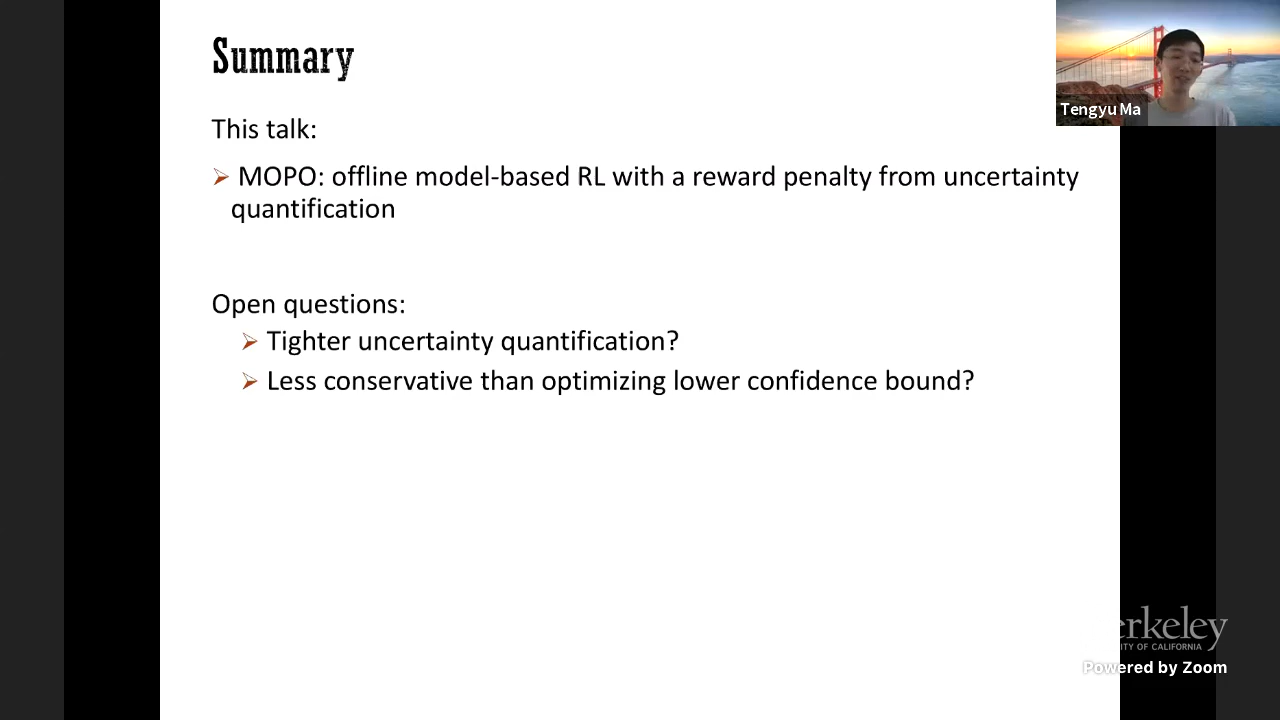 Summary
This talk:
MOPO: offline model-based RL with a reward penalty from uncertainty
quantification
Open questions:
Tighter uncertainty quantification?
Less conservative than optimizing lower confidence bound?
Tengyu Ma
erkeley
ITY OF CALIFORNIA
Powered by Zoom